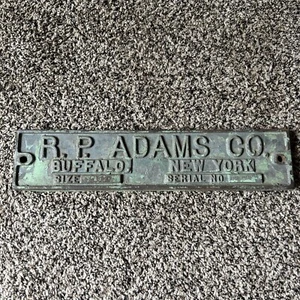 R. P. ADAMS CO.
BUFFALO, NEW YORK
SIZE SERIAL NO